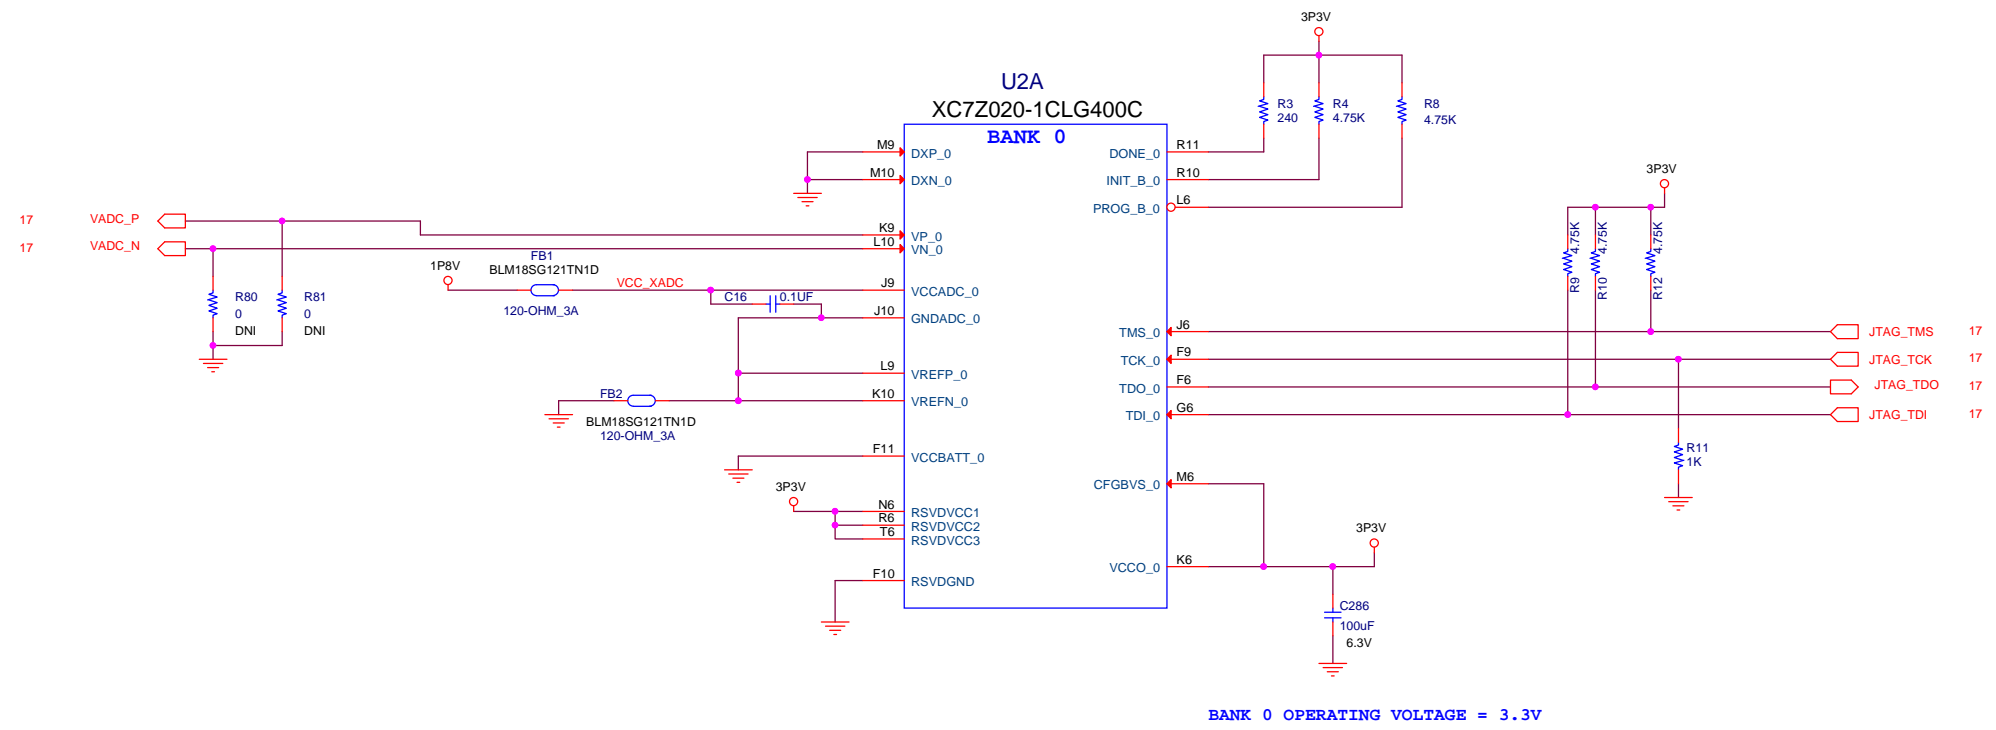 3P3V
U2A
XC7Z020-1CLG400C
BANK 0
R3
240
R4
4.75K
R8
4.75K
M9
DXP_0
DONE_0
R11
M10
DXN_0
INIT_B_0
R10
PROG_B_0
L6
3P3V
17
VADC_P
17
VADC_N
K9
VP_0
L10
VN_0
FB1
BLM18SG121TN1D
1P8V
VCC_XADC
120-OHM_3A
C16
0.1UF
J9
VCCADC_0
J10
GNDADC_0
R80
0
DNI
R81
0
DNI
R9
4.75K
R10
4.75K
R12
4.75K
TMS_0
J6
JTAG_TMS
17
TCK_0
F9
JTAG_TCK
17
TDO_0
F6
JTAG_TDO
17
TDI_0
G6
JTAG_TDI
17
L9
VREFP_0
K10
VREFN_0
FB2
BLM18SG121TN1D
120-OHM_3A
R11
1K
F11
VCCBATT_0
CFGBVS_0
M6
3P3V
N6
RSVDVCC1
R6
RSVDVCC2
T6
RSVDVCC3
3P3V
VCCO_0
K6
F10
RSVDGND
C286
100uF
6.3V
BANK 0 OPERATING VOLTAGE = 3.3V